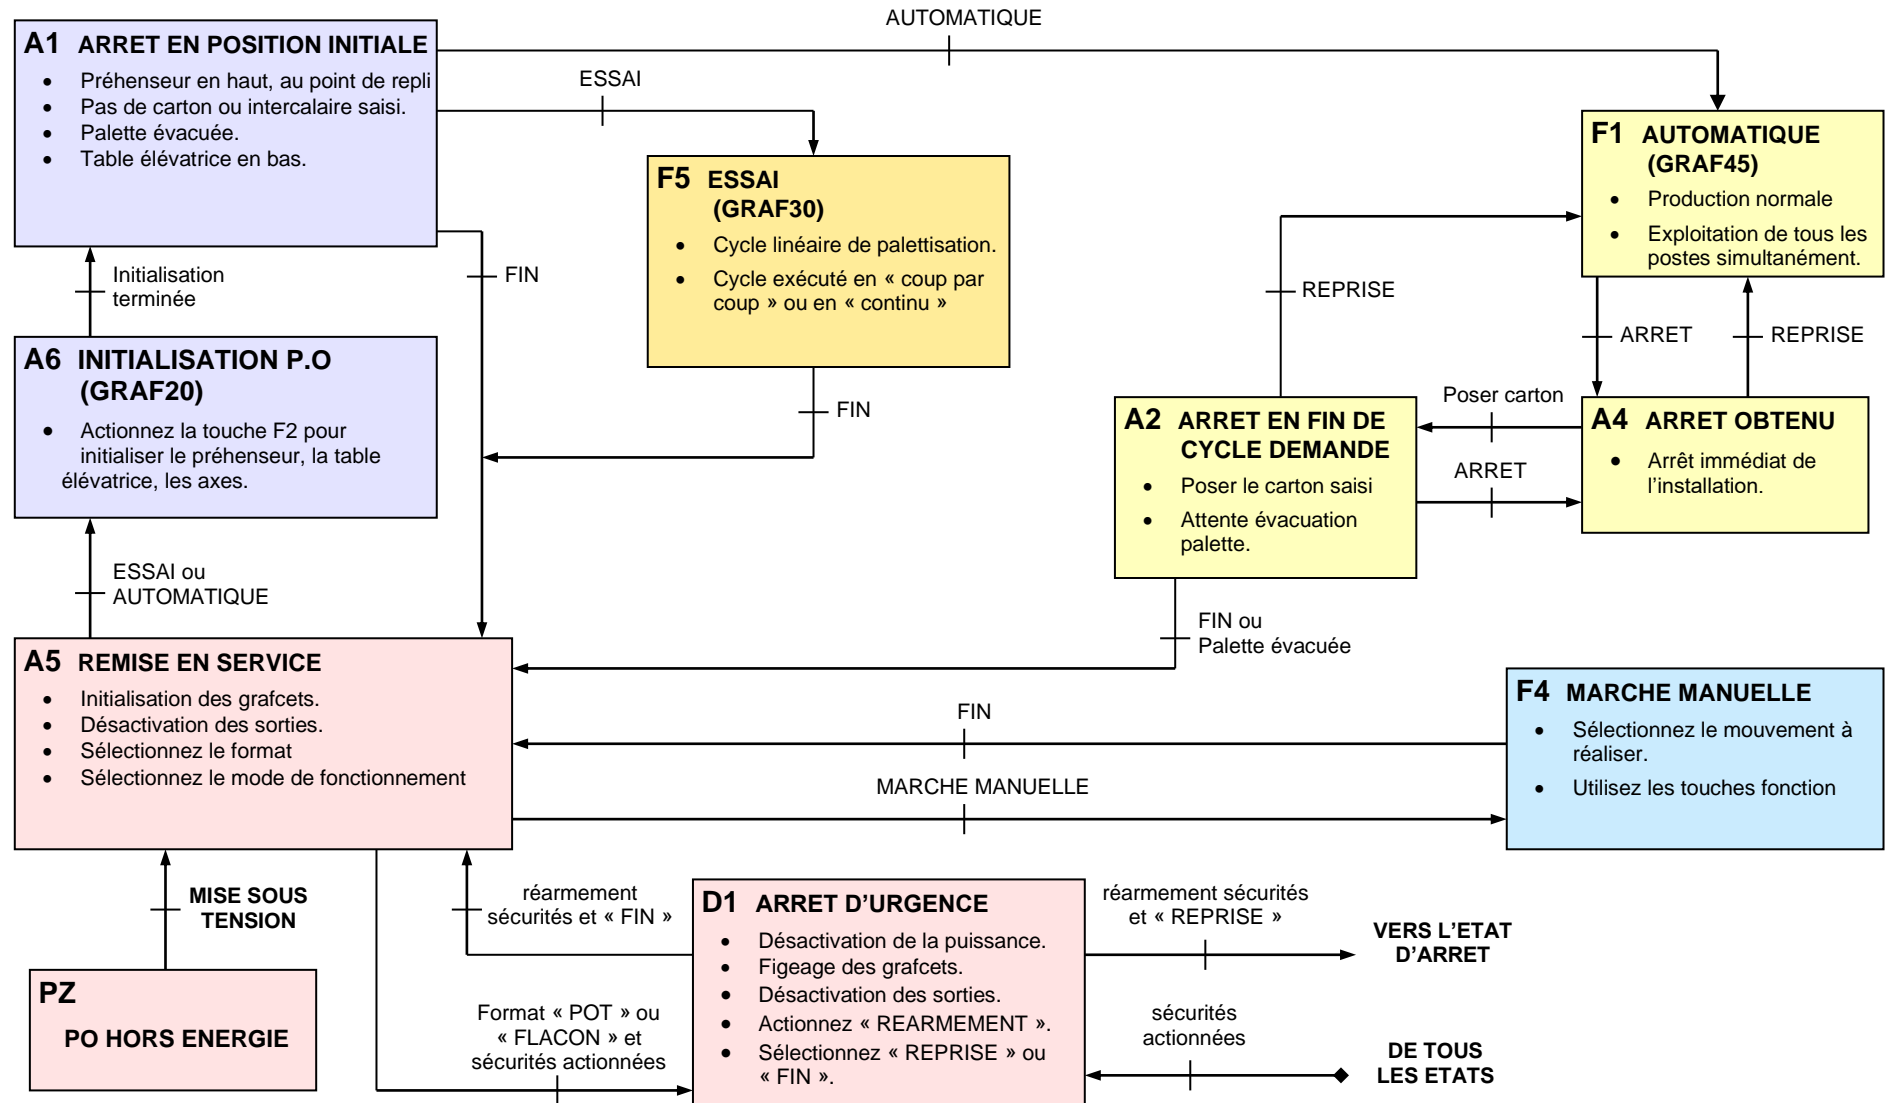 AUTOMATIQUE
A1 ARRET EN POSITION INITIALE
• Préhenseur en haut, au point de repli
• Pas de carton ou intercalaire saisi.
• Palette évacuée.
• Table élévatrice en bas.
ESSAI
F1 AUTOMATIQUE
(GRAF45)
• Production normale
• Exploitation de tous les
postes simultanément.
F5 ESSAI
(GRAF30)
• Cycle linéaire de palettisation.
• Cycle exécuté en « coup par
coup » ou en « continu »
Initialisation
terminée
FIN
REPRISE
ARRET
REPRISE
A6 INITIALISATION P.O
(GRAF20)
• Actionnez la touche F2 pour
initialiser le préhenseur, la table
élévatrice, les axes.
FIN
Poser carton
A2 ARRET EN FIN DE
CYCLE DEMANDE
• Poser le carton saisi
• Attente évacuation
palette.
ARRET
A4 ARRET OBTENU
• Arrêt immédiat de
l'installation.
ESSAI ou
AUTOMATIQUE
FIN ou
Palette évacuée
A5 REMISE EN SERVICE
• Initialisation des grafcets.
• Désactivation des sorties.
• Sélectionnez le format
• Sélectionnez le mode de fonctionnement
FIN
MARCHE MANUELLE
F4 MARCHE MANUELLE
• Sélectionnez le mouvement à
réaliser.
• Utilisez les touches fonction
MISE SOUS
TENSION
réarmement
sécurités et « FIN »
D1 ARRET D'URGENCE
• Désactivation de la puissance.
• Figeage des grafcets.
• Désactivation des sorties.
• Actionnez « REARMEMENT ».
• Sélectionnez « REPRISE » ou
« FIN ».
réarmement sécurités
et « REPRISE »
VERS L'ETAT
D'ARRET
PZ
PO HORS ENERGIE
Format « POT » ou
« FLACON » et
sécurités actionnées
sécurités
actionnées
DE TOUS
LES ETATS